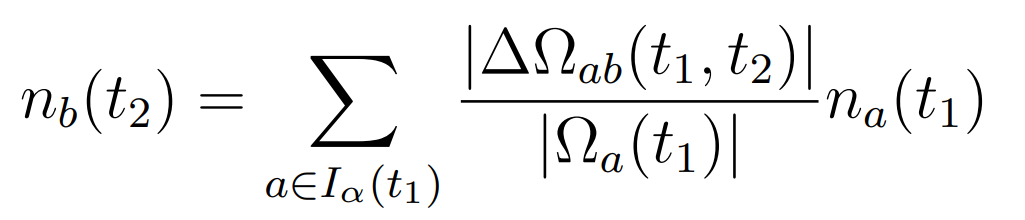 n_b(t_2) = \sum_{a \in I_\alpha(t_1)} \frac{|\Delta\Omega_{ab}(t_1, t_2)|}{|\Omega_a(t_1)|} n_a(t_1)